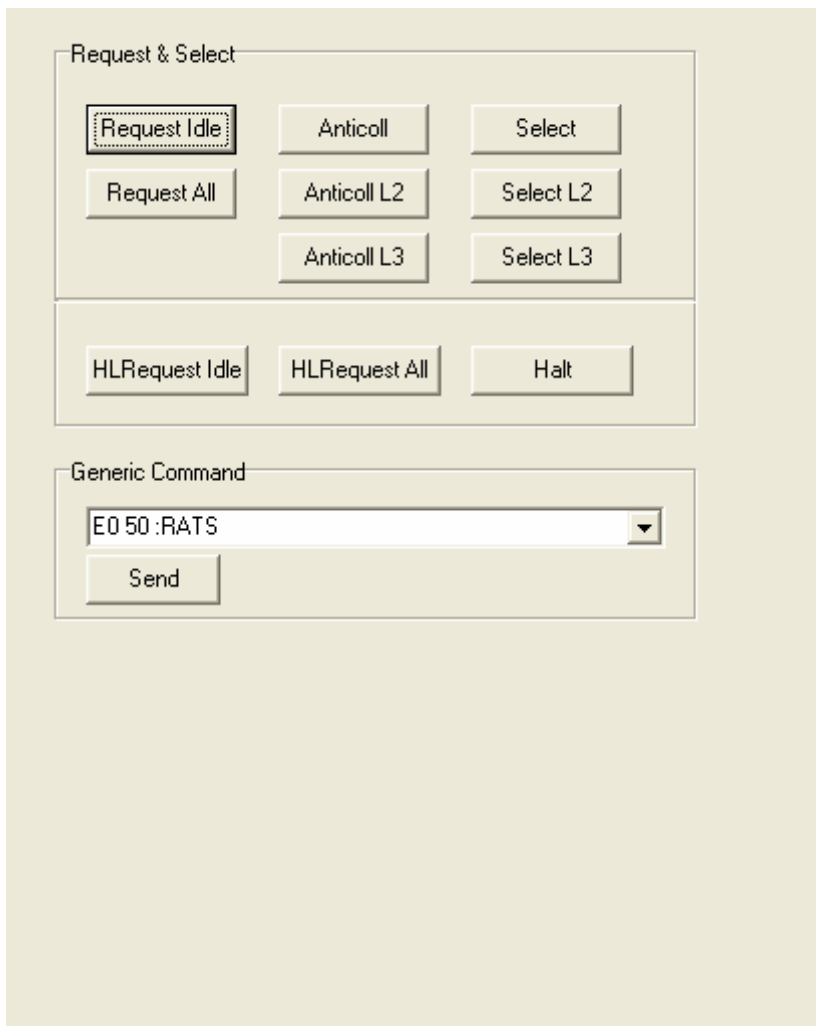 Request & Select
Request Idle Anticoll Select
Request All Anticoll L2 Select L2
Anticoll L3 Select L3
HLRequest Idle HLRequest All Halt
Generic Command
E0 50 :RATS
Send